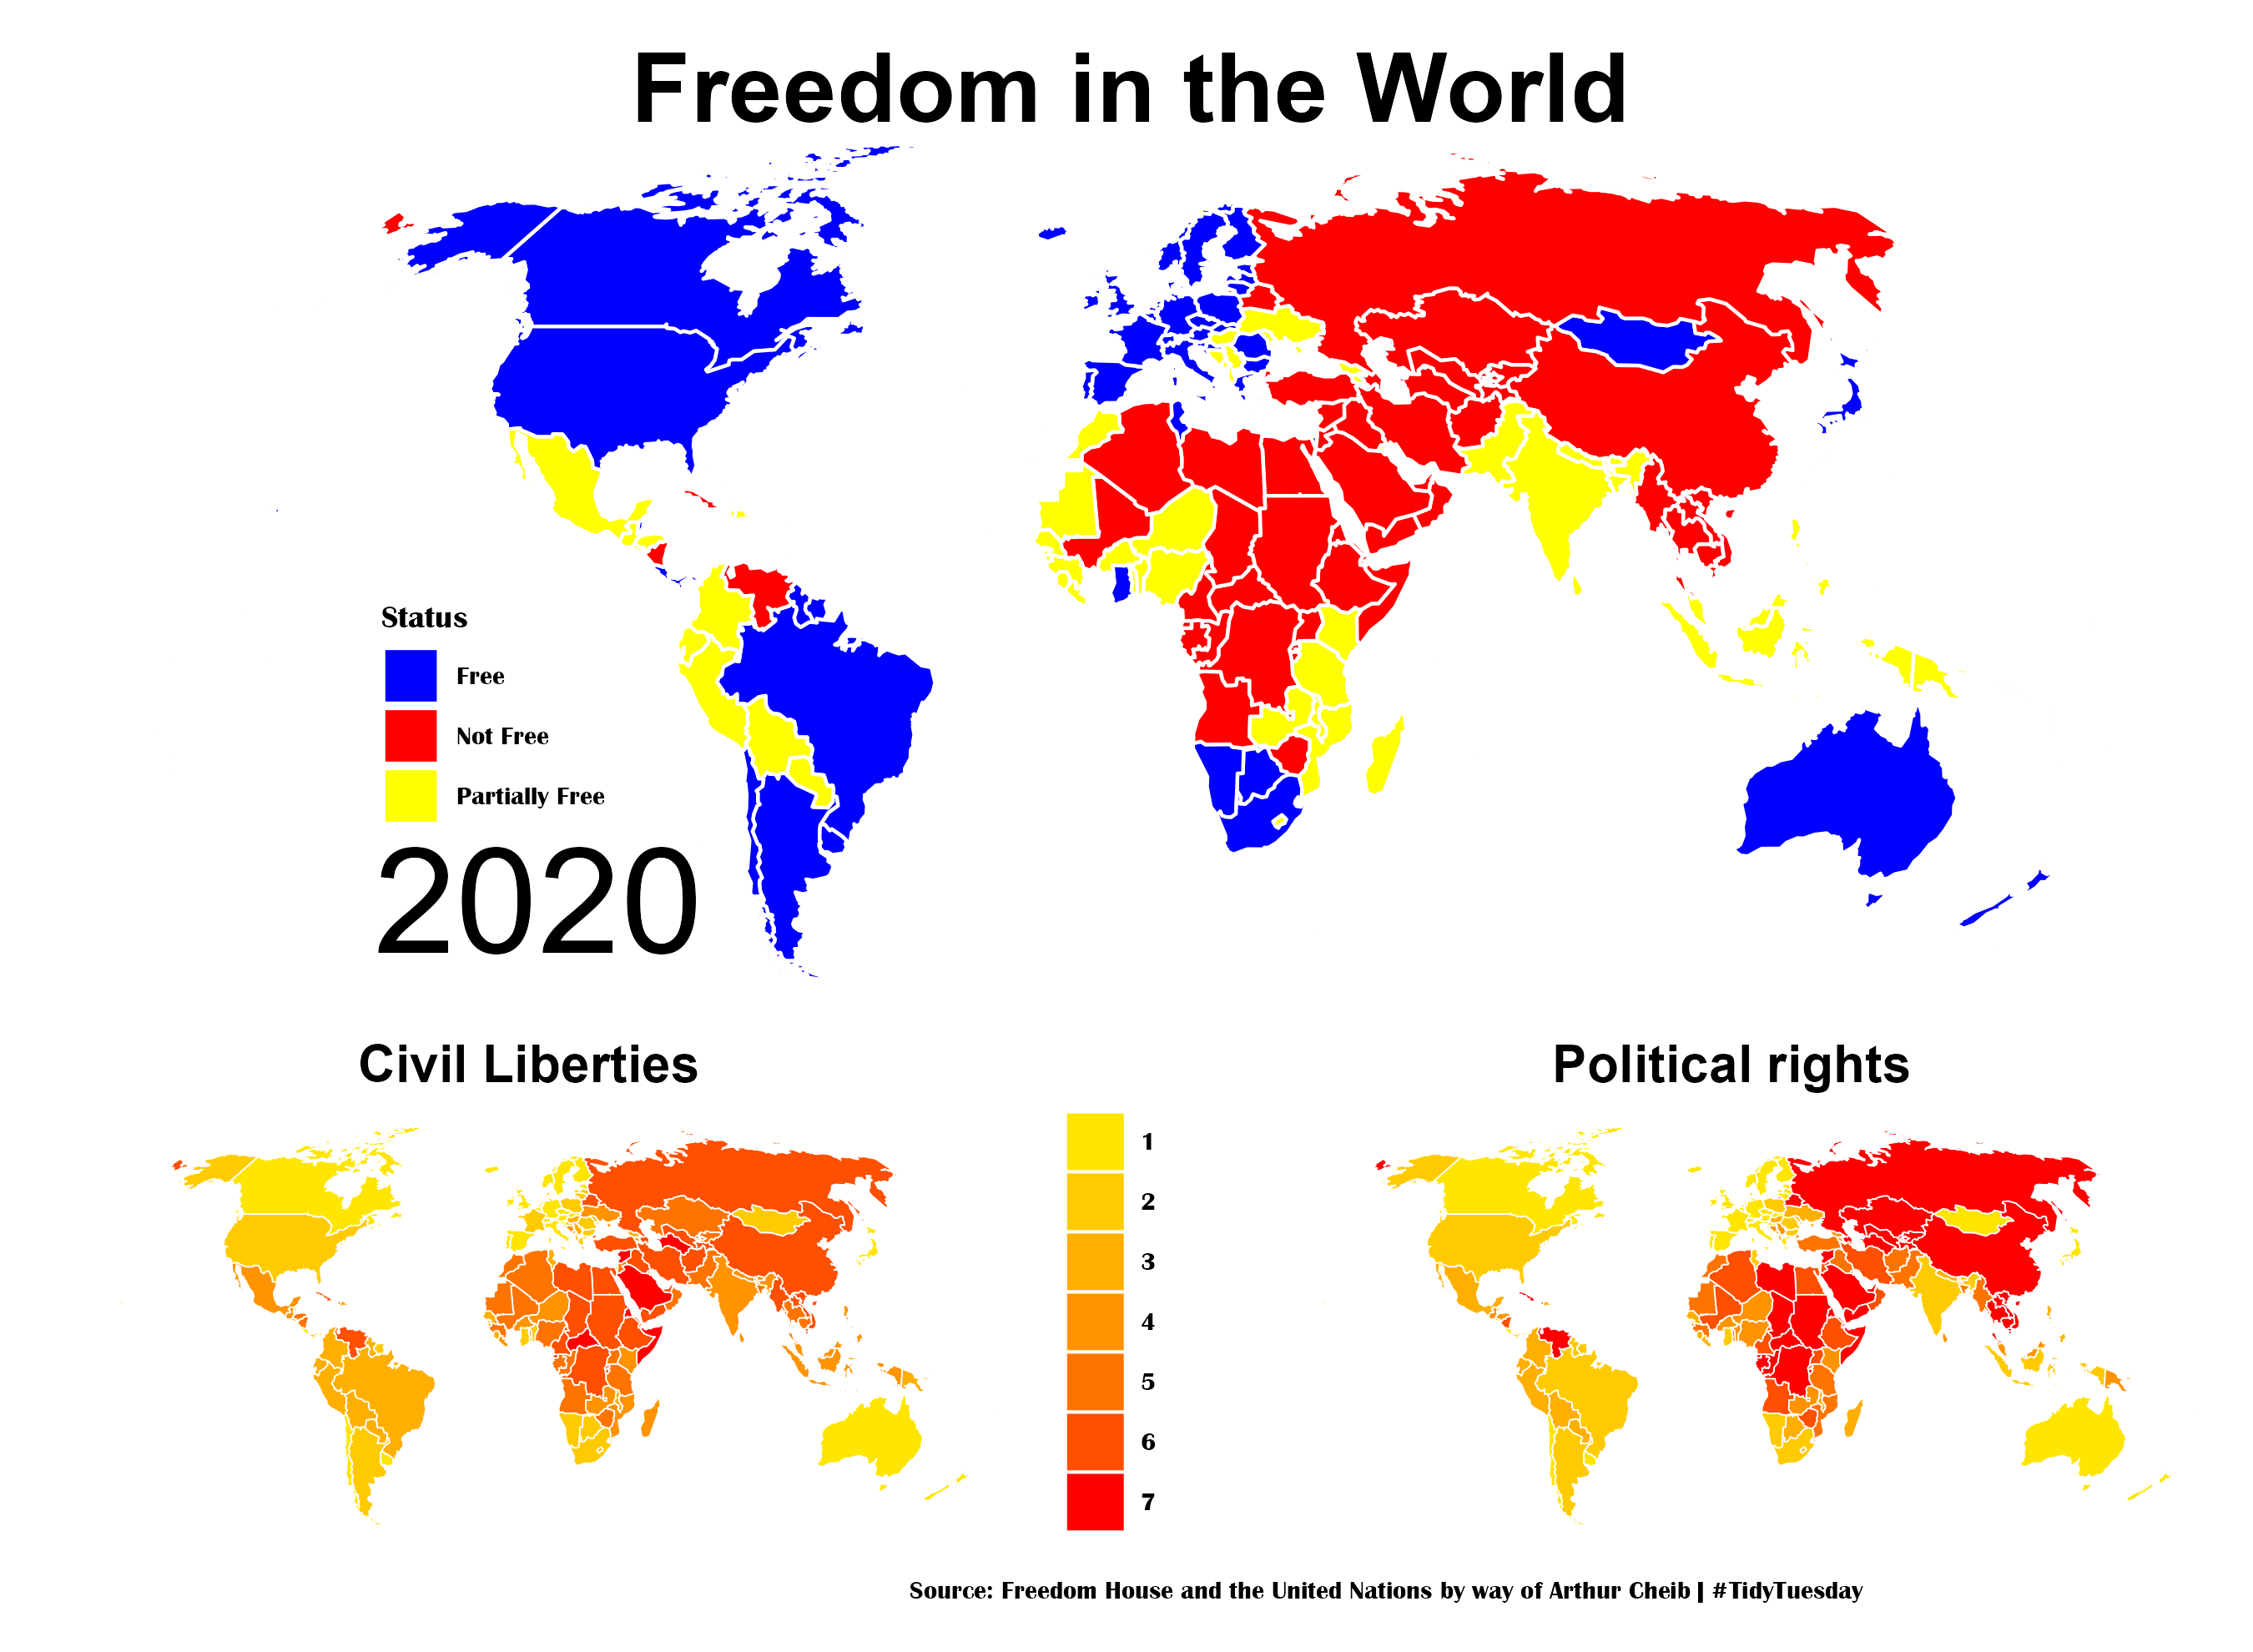 Freedom in the World
Status
Free
Not Free
Partially Free
2020
Civil Liberties
Political rights
1
2
3
4
5
6
7
Source: Freedom House and the United Nations by way of Arthur Cheib | #TidyTuesday